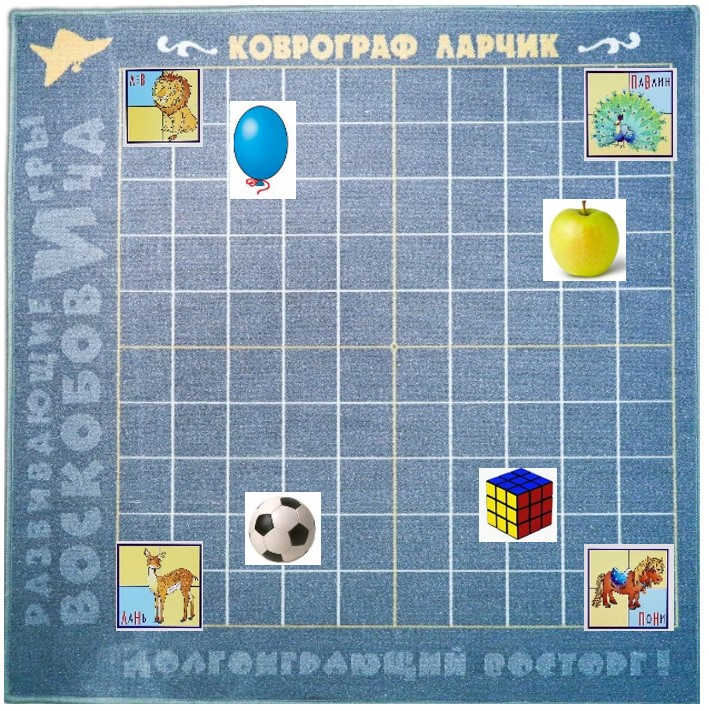 КОВРОГРАФ ЛАРЧИК
ЛЕВ
ПАВЛИН
РАЗВИВАЮЩИЕ ИГРЫ
ВОСКОБОВИЧА
ЛАНЬ
ПОНИ
ДОЛГОИГРАЮЩИЙ ВОСТОРГ!